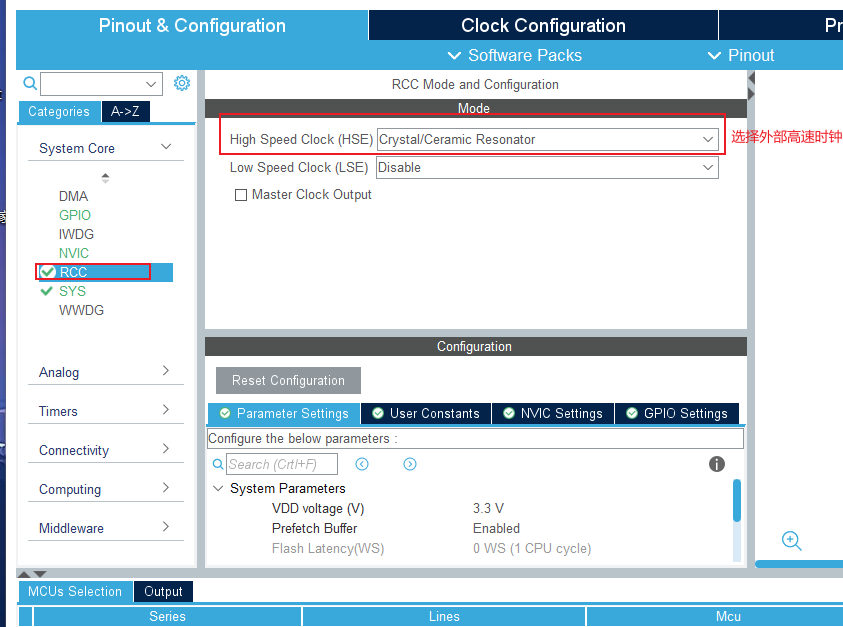 Pinout & Configuration
Clock Configuration
Pr
Software Packs
Pinout
Categories
A->Z
System Core
DMA
GPIO
IWDG
NVIC
RCC
SYS
WWDG
Analog
Timers
Connectivity
Computing
Middleware
RCC Mode and Configuration
Mode
High Speed Clock (HSE) Crystal/Ceramic Resonator
选择外部高速时钟
Low Speed Clock (LSE) Disable
Master Clock Output
Configuration
Reset Configuration
Parameter Settings
User Constants
NVIC Settings
GPIO Settings
Configure the below parameters :
Search (Crtl+F)
System Parameters
VDD voltage (V) 3.3 V
Prefetch Buffer Enabled
Flash Latency(WS) 0 WS (1 CPU cycle)
MCUs Selection
Output
Series
Lines
Mcu